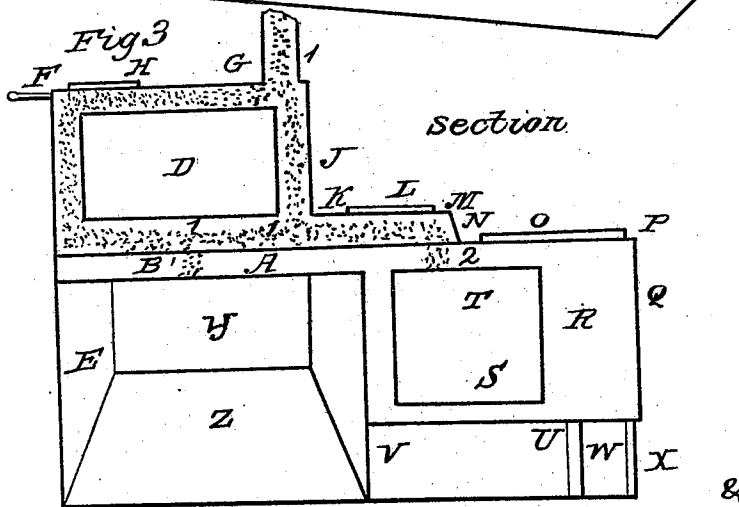 Fig 3
F H G 1
section
D
J
K L M
N O P
1 1
B' A 2
Q
T R
E Y
S
Z
V U W X
&